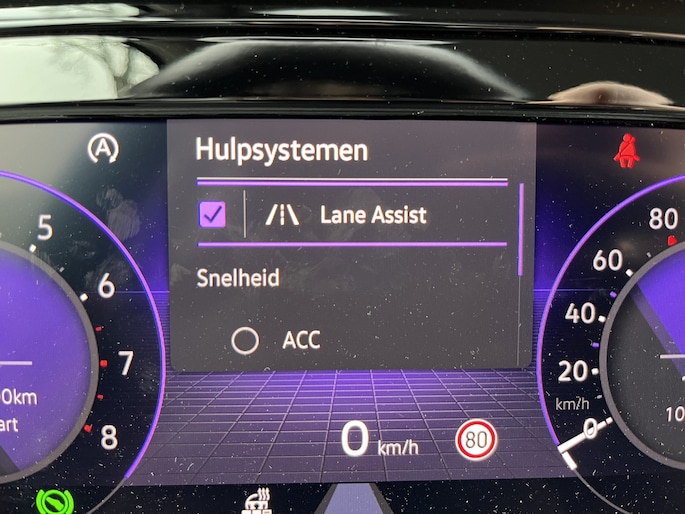 A
Hulpsystemen
Lane Assist
Snelheid
ACC
5
6
7
8
80
60
40
20
0
km/h
0 km/h
80